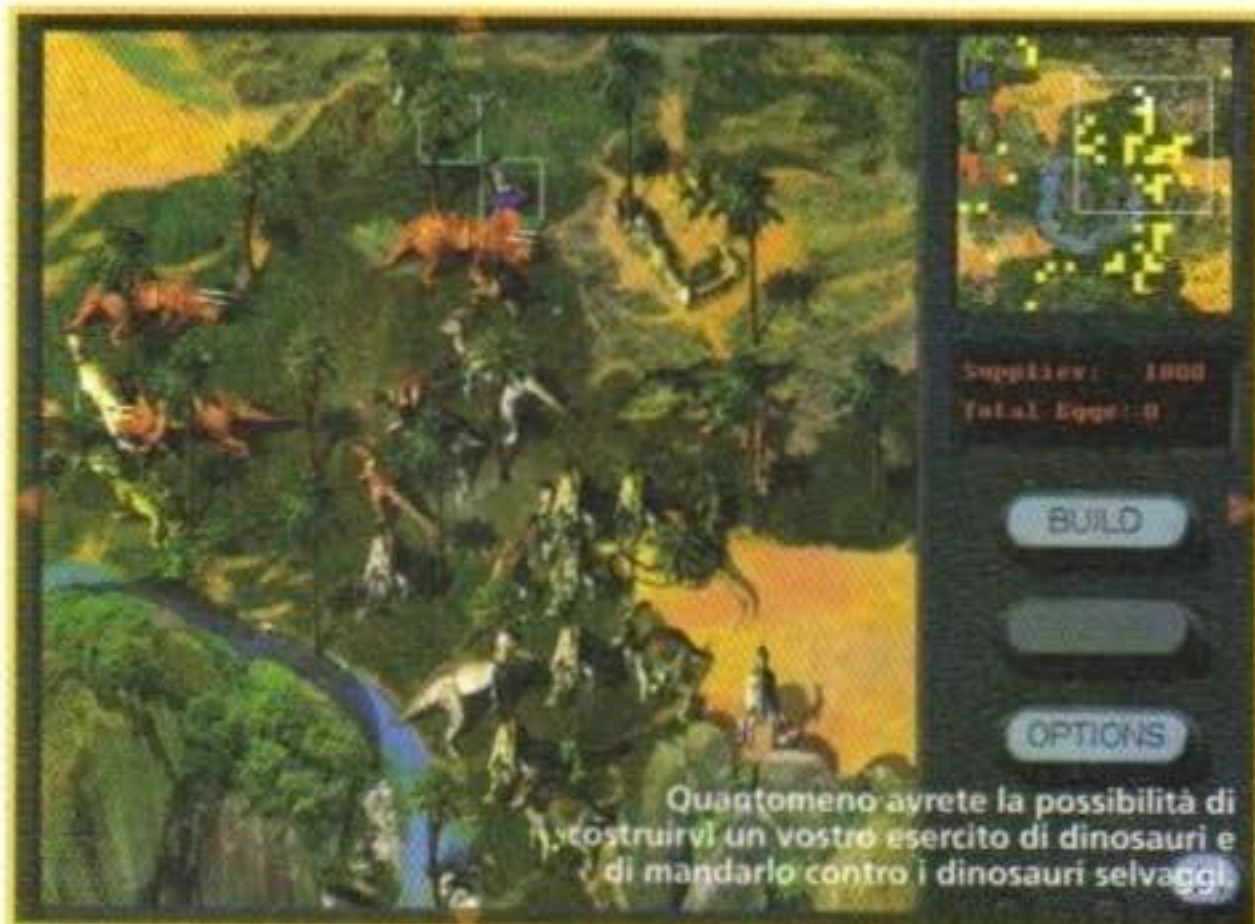 Supplies: 1000
Total Eggs: 0
BUILD
OPTIONS
Quantomeno avrete la possibilità di
costruirvi un vostro esercito di dinosauri e
di mandarlo contro i dinosauri selvaggi.